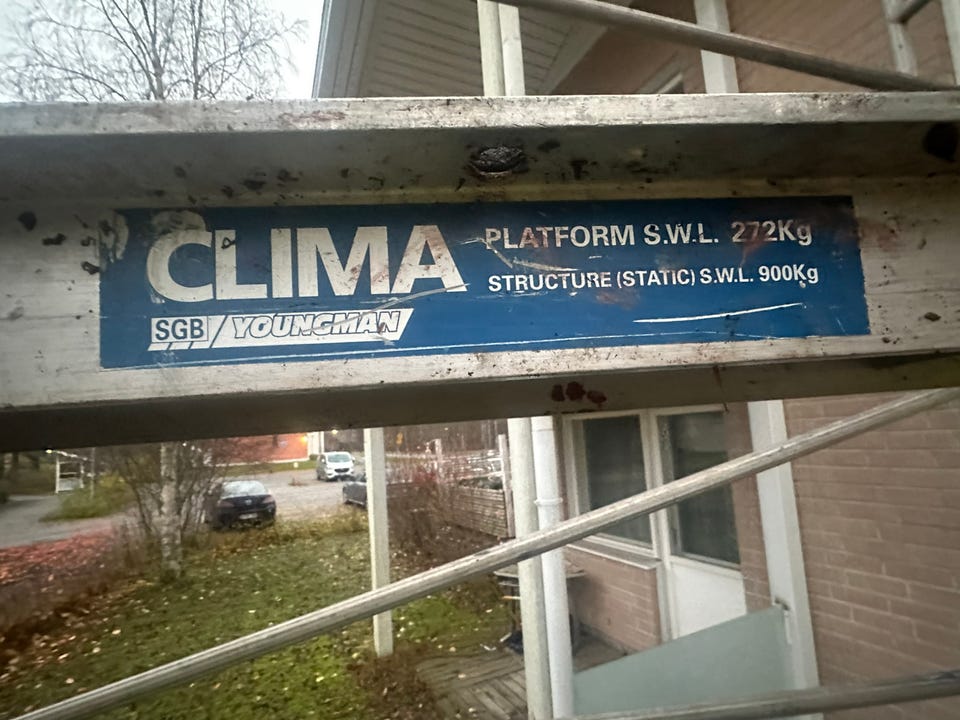 CLIMA
SGB YOUNGMAN
PLATFORM S.W.L. 272Kg
STRUCTURE (STATIC) S.W.L. 900Kg